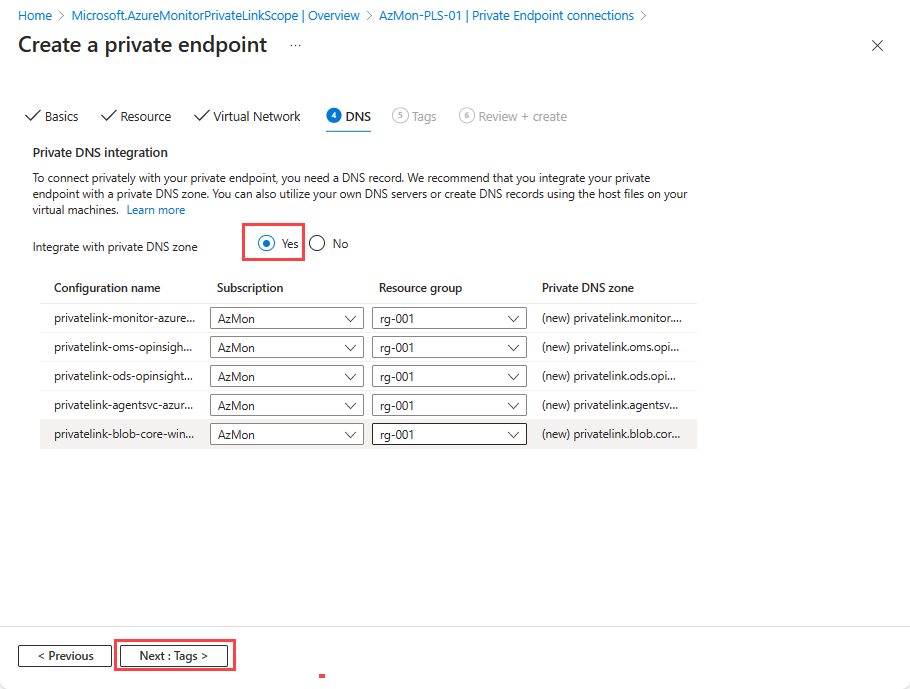 Home > Microsoft.AzureMonitorPrivateLinkScope | Overview > AzMon-PLS-01 | Private Endpoint connections >
Create a private endpoint ...
Basics Resource Virtual Network 4 DNS 5 Tags 6 Review + create
Private DNS integration
To connect privately with your private endpoint, you need a DNS record. We recommend that you integrate your private
endpoint with a private DNS zone. You can also utilize your own DNS servers or create DNS records using the host files on your
virtual machines. Learn more
Integrate with private DNS zone Yes No
Configuration name Subscription Resource group Private DNS zone
privatelink-monitor-azure... AzMon rg-001 (new) privatelink.monitor....
privatelink-oms-opinsigh... AzMon rg-001 (new) privatelink.oms.opi...
privatelink-ods-opinsight... AzMon rg-001 (new) privatelink.ods.opi...
privatelink-agentsvc-azur... AzMon rg-001 (new) privatelink.agentsv...
privatelink-blob-core-win... AzMon rg-001 (new) privatelink.blob.cor...
< Previous Next : Tags >